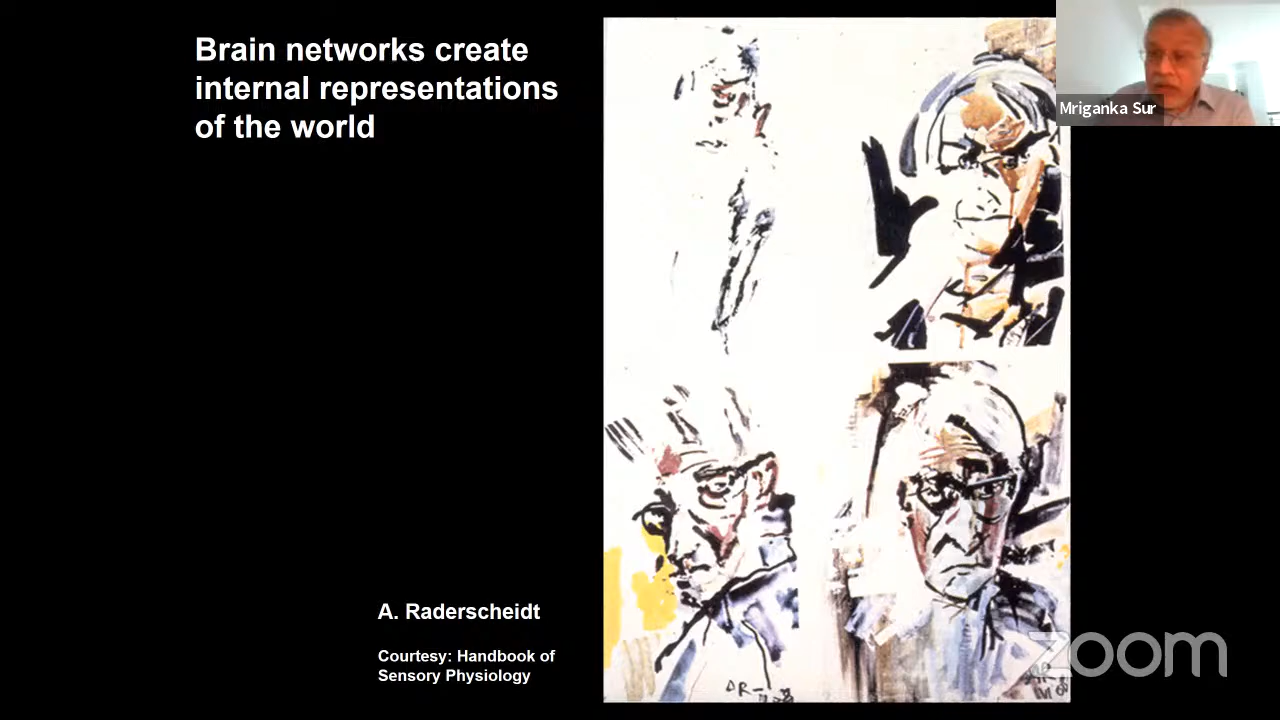 Brain networks create
internal representations
of the world
Mriganka Sur
A. Raderscheidt
Courtesy: Handbook of
Sensory Physiology
zoom